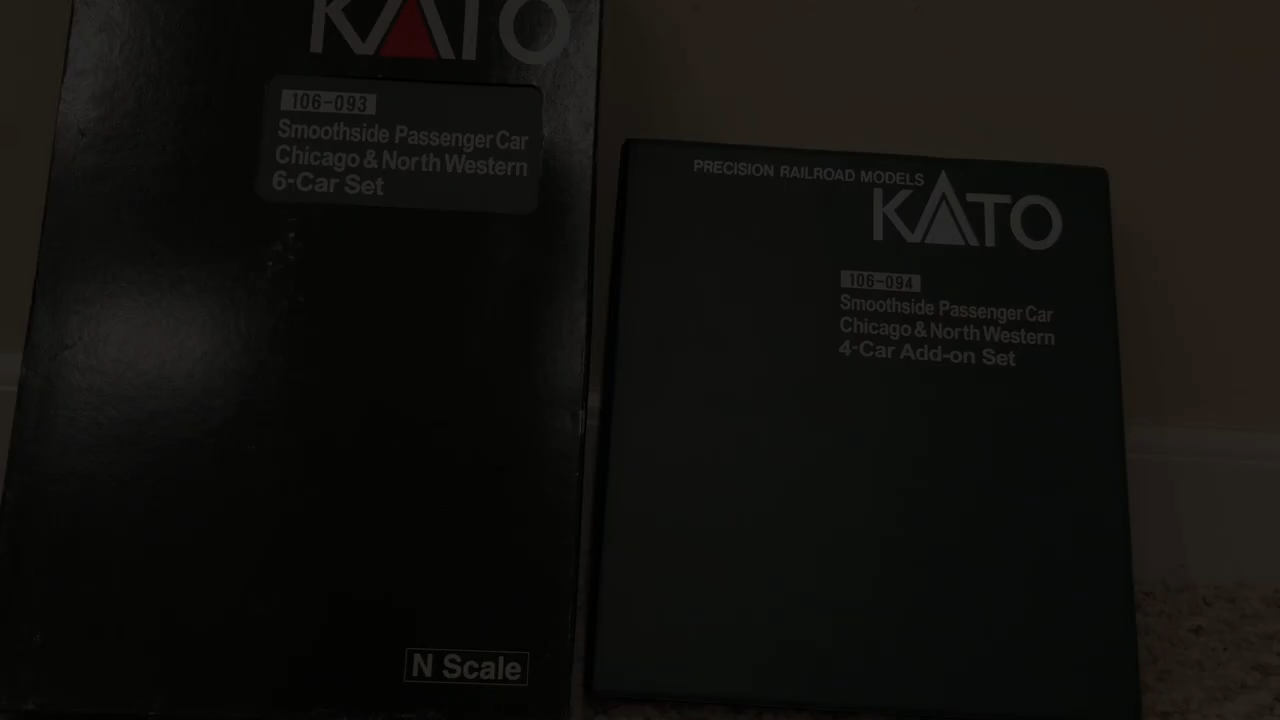 KATO
106-093
Smoothside Passenger Car
Chicago & North Western
6-Car Set
N Scale
PRECISION RAILROAD MODELS
KATO
106-094
Smoothside Passenger Car
Chicago & North Western
4-Car Add-on Set